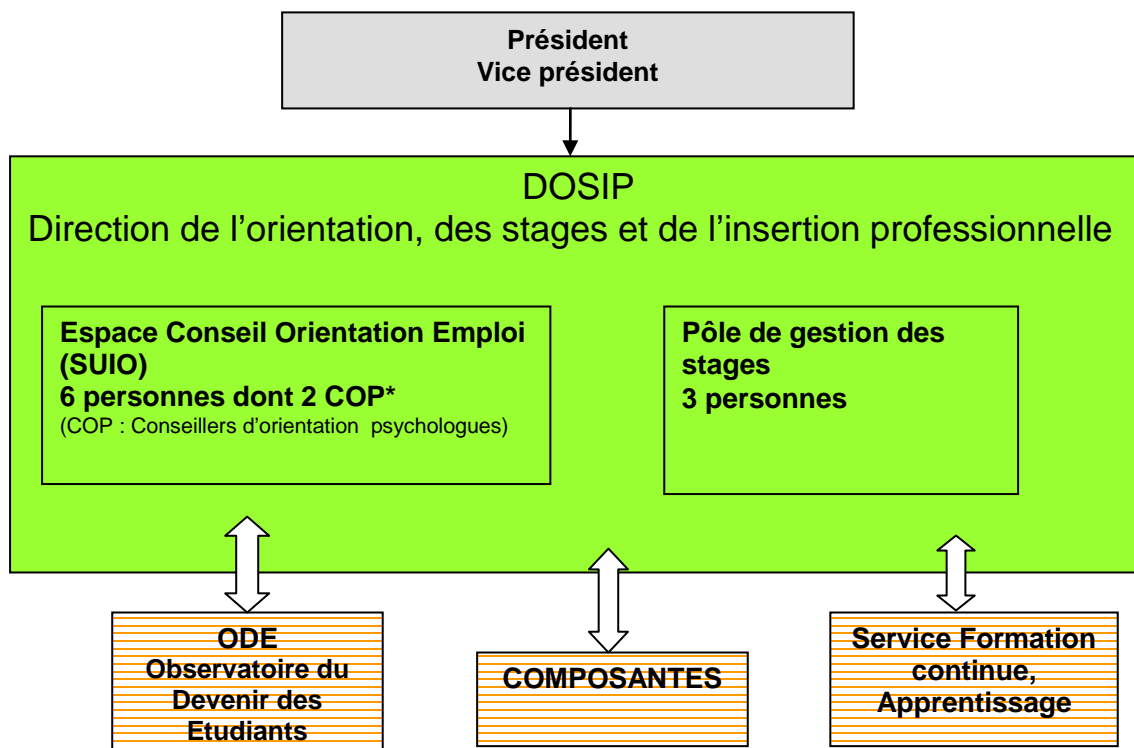 Président
Vice président
DOSIP
Direction de l’orientation, des stages et de l’insertion professionnelle
Espace Conseil Orientation Emploi
(SUIO)
6 personnes dont 2 COP*
(COP : Conseillers d’orientation psychologues)
Pôle de gestion des
stages
3 personnes
ODE
Observatoire du
Devenir des
Etudiants
COMPOSANTES
Service Formation
continue,
Apprentissage